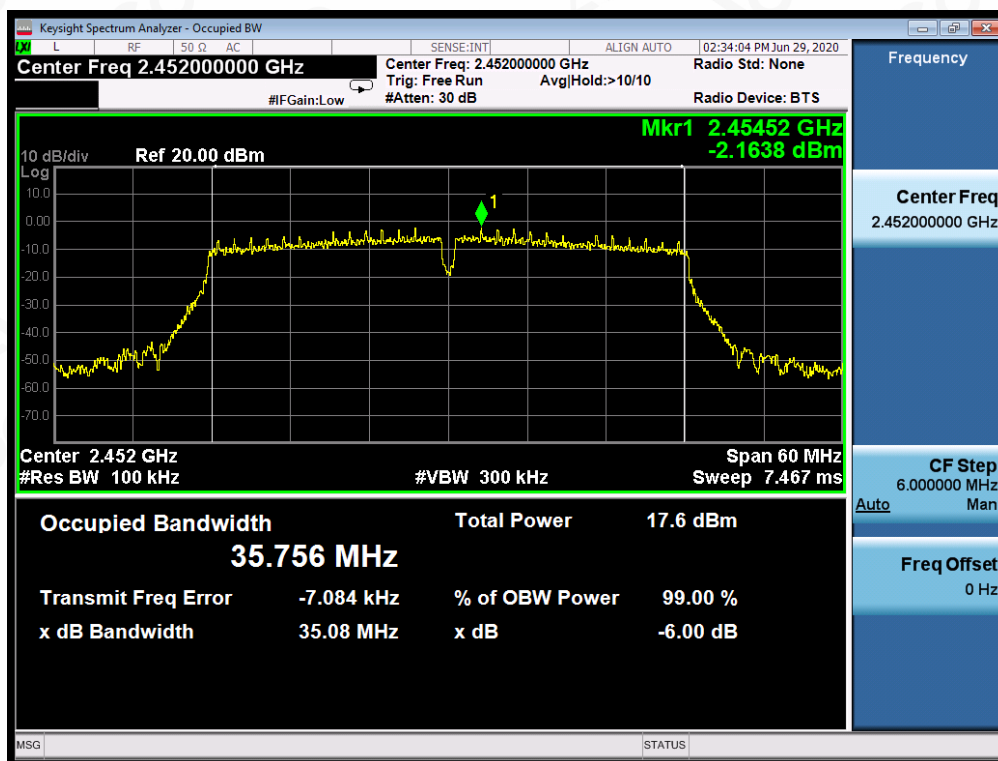 Keysight Spectrum Analyzer - Occupied BW
LXI L RF 50 Ω AC SENSE:INT ALIGN AUTO 02:34:04 PM Jun 29, 2020
Center Freq 2.452000000 GHz
Center Freq: 2.452000000 GHz
Radio Std: None
Trig: Free Run
Avg|Hold:>10/10
#IFGain:Low
#Atten: 30 dB
Radio Device: BTS
Mkr1 2.45452 GHz
-2.1638 dBm
10 dB/div
Ref 20.00 dBm
Log
10.0
0.00
-10.0
-20.0
-30.0
-40.0
-50.0
-60.0
-70.0
1
Center 2.452 GHz
Span 60 MHz
#Res BW 100 kHz
#VBW 300 kHz
Sweep 7.467 ms
Occupied Bandwidth
35.756 MHz
Total Power 17.6 dBm
Transmit Freq Error -7.084 kHz
% of OBW Power 99.00 %
x dB Bandwidth 35.08 MHz
x dB -6.00 dB
MSG
STATUS
Frequency
Center Freq
2.452000000 GHz
CF Step
6.000000 MHz
Auto Man
Freq Offset
0 Hz